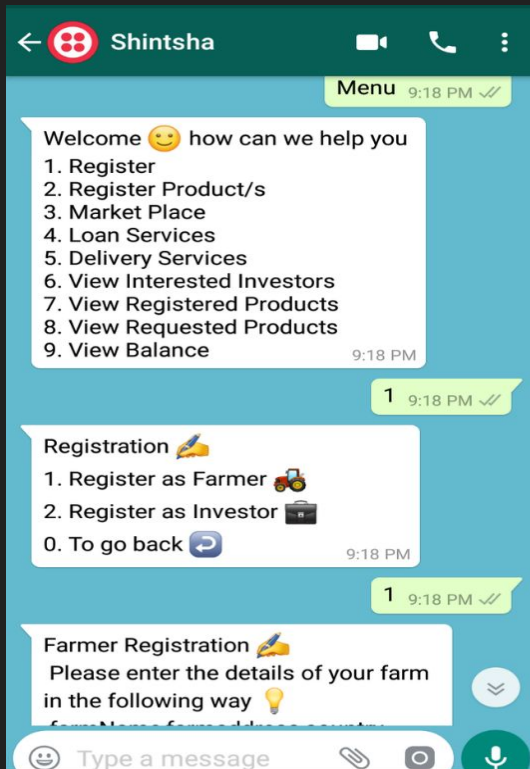 Shintsha
Menu 9:18 PM
Welcome 🙂 how can we help you
1. Register
2. Register Product/s
3. Market Place
4. Loan Services
5. Delivery Services
6. View Interested Investors
7. View Registered Products
8. View Requested Products
9. View Balance
9:18 PM
1 9:18 PM
Registration ✍️
1. Register as Farmer 🚜
2. Register as Investor 💼
0. To go back ↩️
9:18 PM
1 9:18 PM
Farmer Registration ✍️
Please enter the details of your farm
in the following way 💡
Type a message